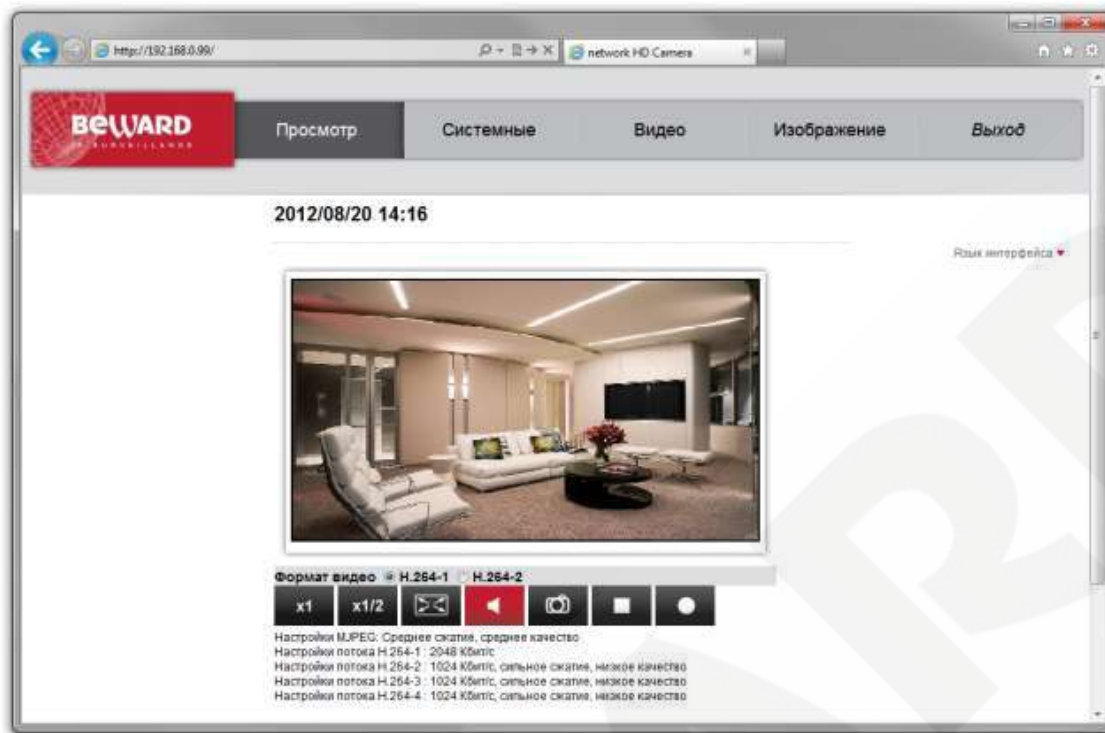 http://192.168.0.99/
network HD Camera
BEWARD
Просмотр
Системные
Видео
Изображение
Выход
2012/08/20 14:16
Язык интерфейса
Формат видео H.264-1 H.264-2
x1 x1/2
Настройки MJPEG: Среднее сжатие, среднее качество
Настройки потока H.264-1 : 2048 Кбит/с
Настройки потока H.264-2 : 1024 Кбит/с, сильное сжатие, низкое качество
Настройки потока H.264-3 : 1024 Кбит/с, сильное сжатие, низкое качество
Настройки потока H.264-4 : 1024 Кбит/с, сильное сжатие, низкое качество